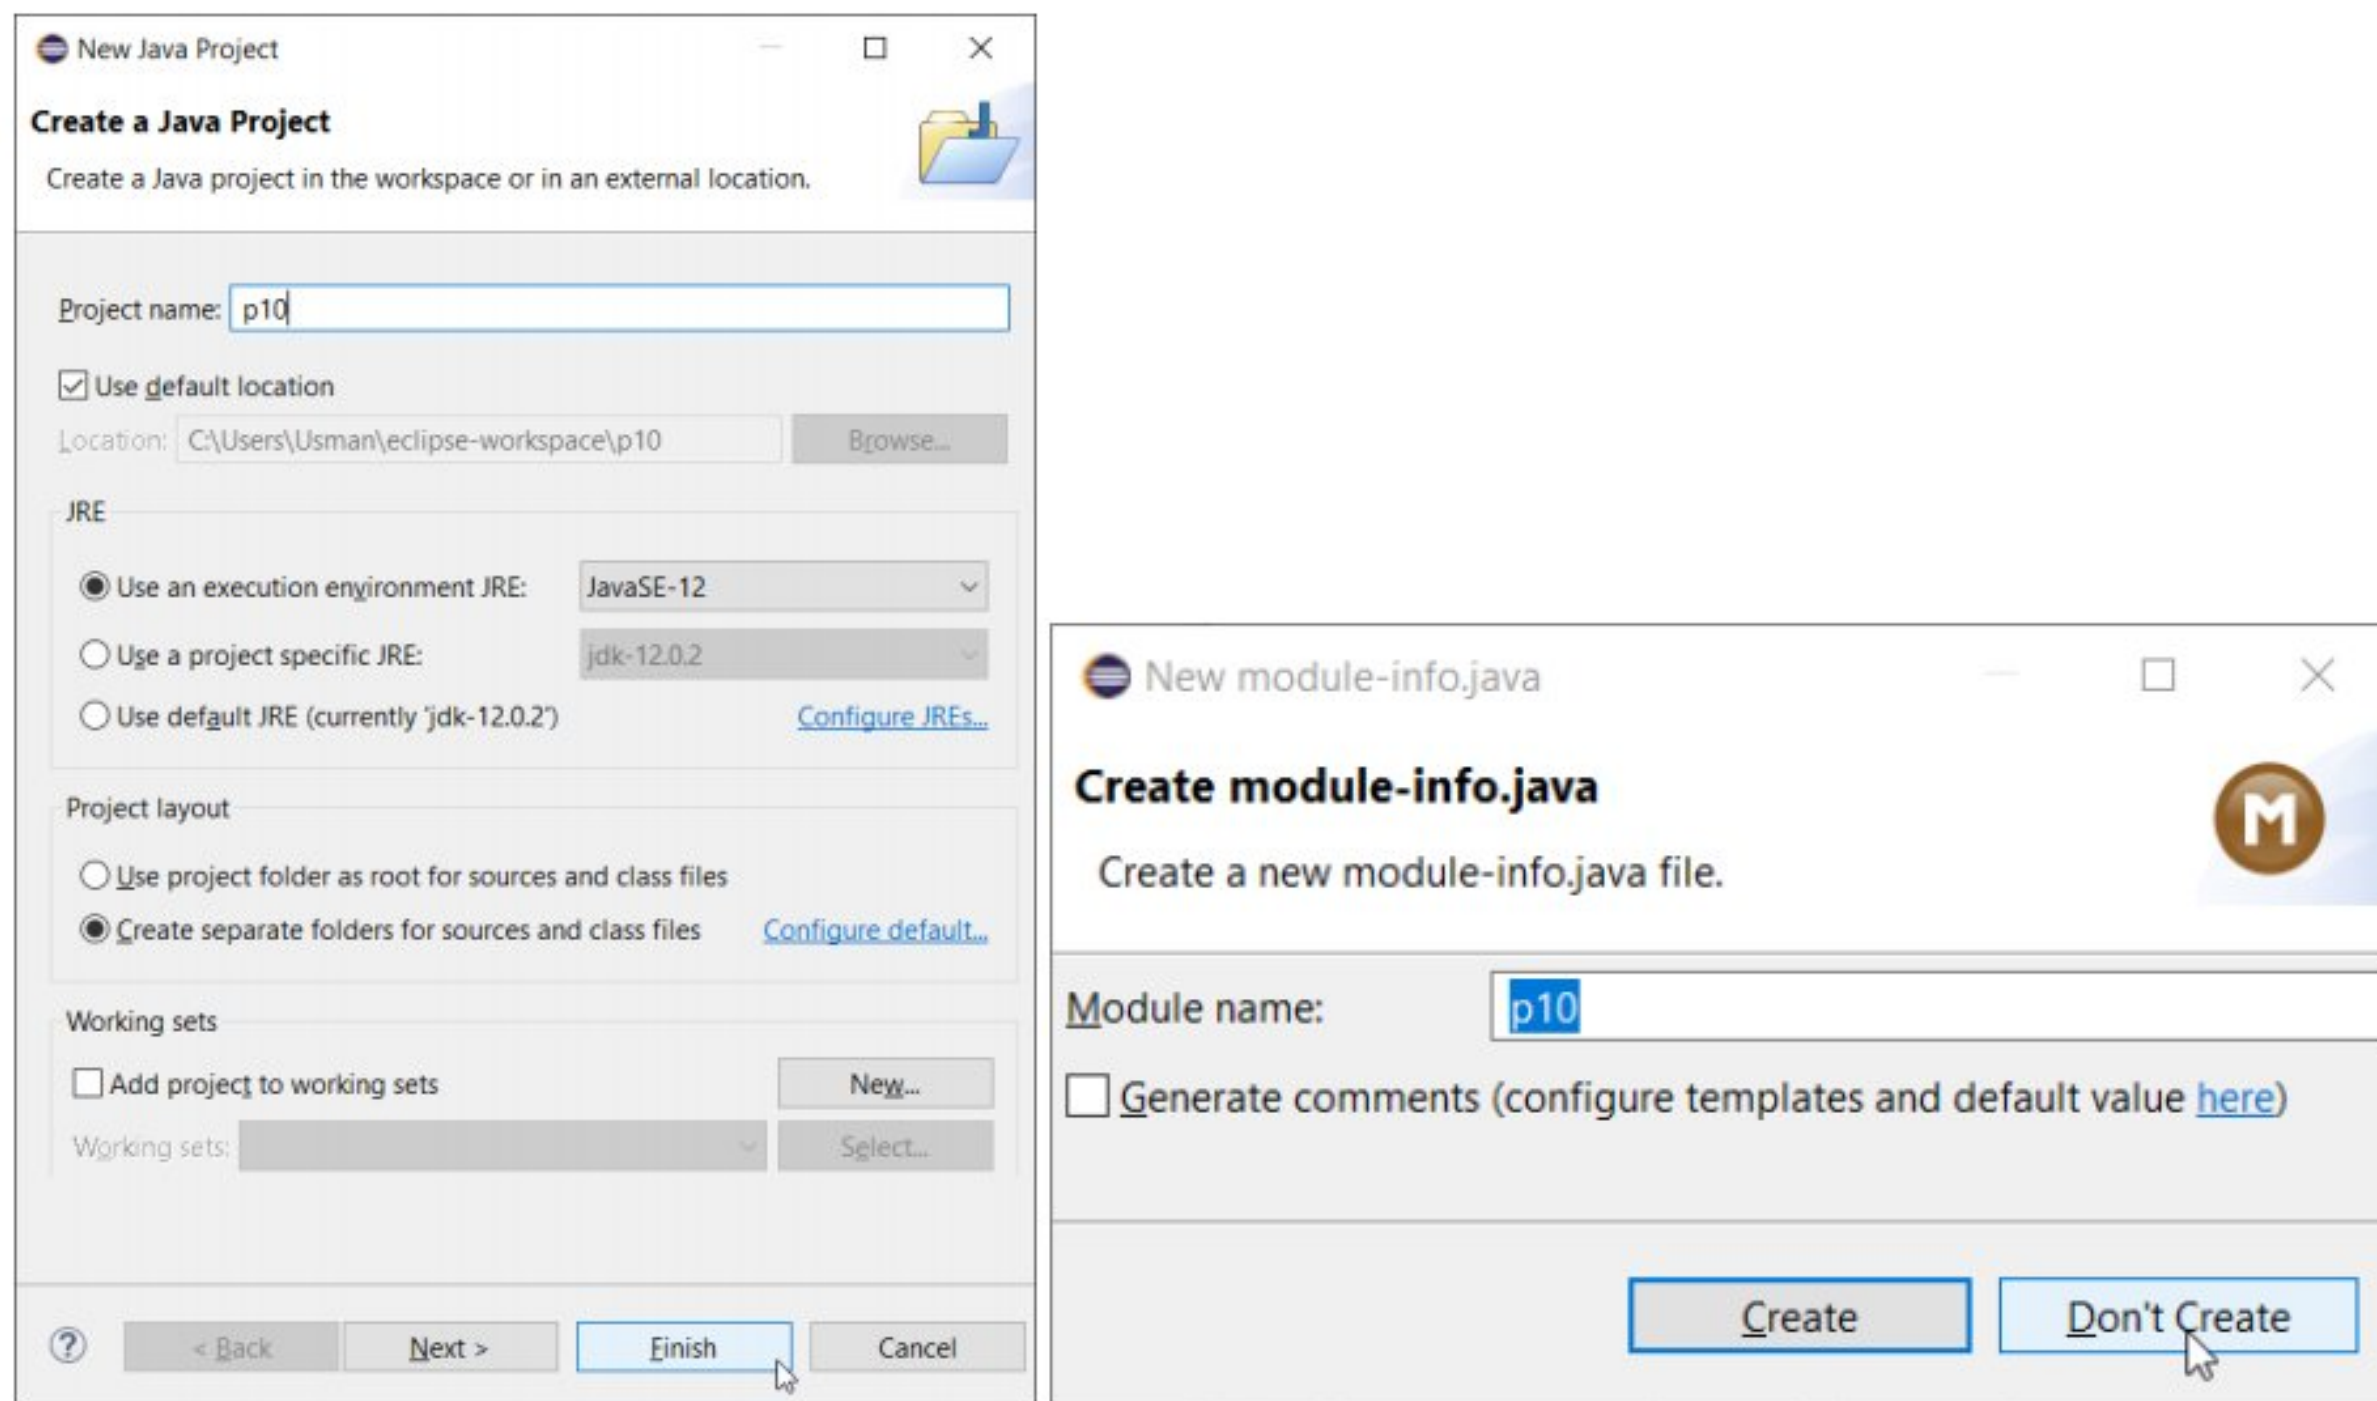 New Java Project
Create a Java Project
Create a Java project in the workspace or in an external location.
Project name: p10
Use default location
Location: C:\Users\Usman\eclipse-workspace\p10 Browse...
JRE
Use an execution environment JRE: JavaSE-12
Use a project specific JRE: jdk-12.0.2
Use default JRE (currently 'jdk-12.0.2') Configure JREs...
Project layout
Use project folder as root for sources and class files
Create separate folders for sources and class files Configure default...
Working sets
Add project to working sets New...
Working sets: Select...
? < Back Next > Finish Cancel
New module-info.java
Create module-info.java
M
Create a new module-info.java file.
Module name: p10
Generate comments (configure templates and default value here)
Create Don't Create